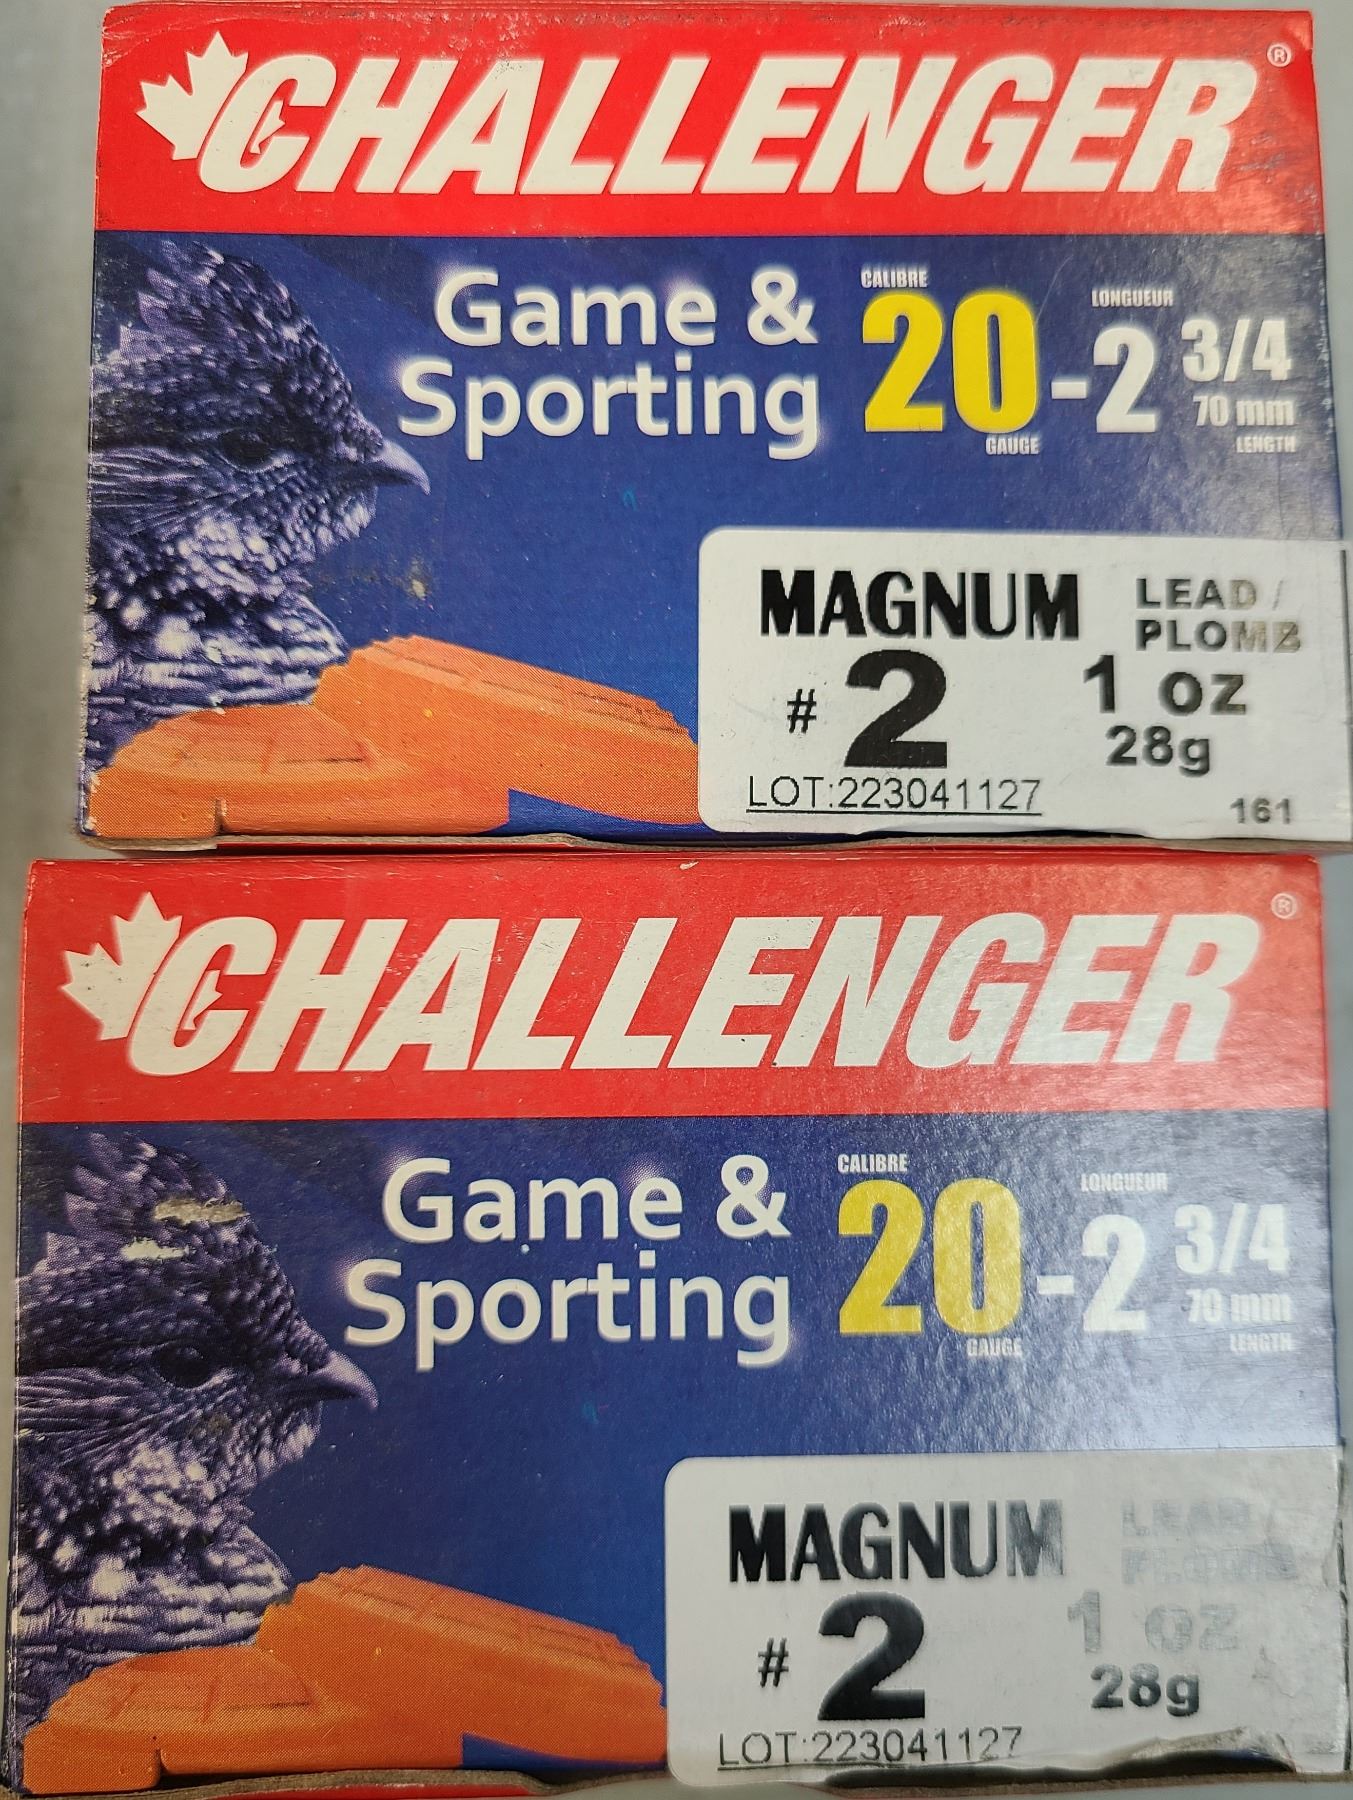 CHALLENGER ®
Game &
Sporting
CALIBRE
20
GAUGE
-2 3/4
LONGUEUR
70 mm
LENGTH
MAGNUM
LEAD /
PLOMB
# 2
1 oz
28g
LOT:223041127
161
CHALLENGER ®
Game &
Sporting
CALIBRE
20
GAUGE
-2 3/4
LONGUEUR
70 mm
LENGTH
MAGNUM
LEAD /
PLOMB
# 2
1 oz
28g
LOT:223041127